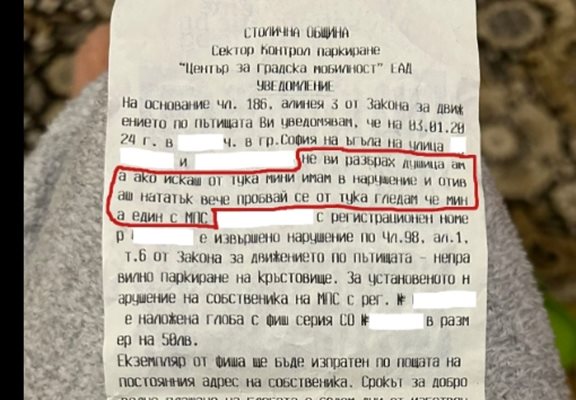 СТОЛИЧНА ОБЩИНА
Сектор Контрол паркиране
"Център за градска мобилност" ЕАД
УВЕДОМЛЕНИЕ
На основание чл. 186, алинея 3 от Закона за движ
ението по пътищата Ви уведомявам, че на 03.01.20
24 г. в ч. в гр.София на ъгъла на улица
и не ви разбрах душица ам
а ако искаш от тука мини имам в нарушение и отив
аш нататък вече пробвай се от тука гледам че мин
а един с МПС с регистрационен номе
р е извършено нарушение по Чл.98, ал.1,
т.6 от Закона за движението по пътищата - непра
вилно паркиране на кръстовище. За установеното н
арушение на собственика на МПС с рег. №
е наложена глоба с фиш серия СО № в разм
ер на 50лв.
Екземпляр от фиша ще бъде изпратен по пощата на
постоянния адрес на собственика. Срокът за добро